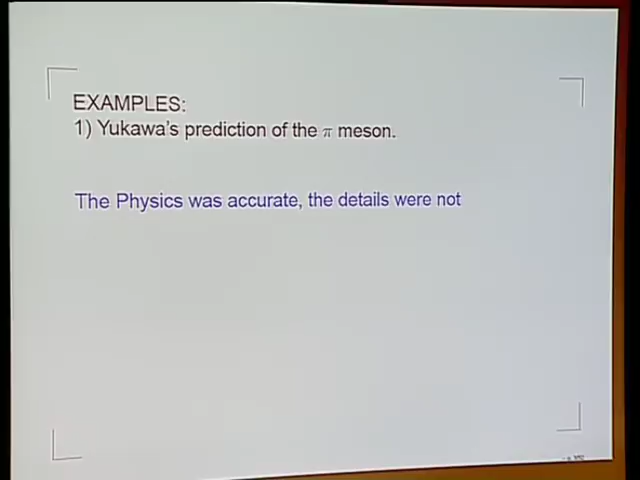 EXAMPLES:
1) Yukawa's prediction of the π meson.
The Physics was accurate, the details were not